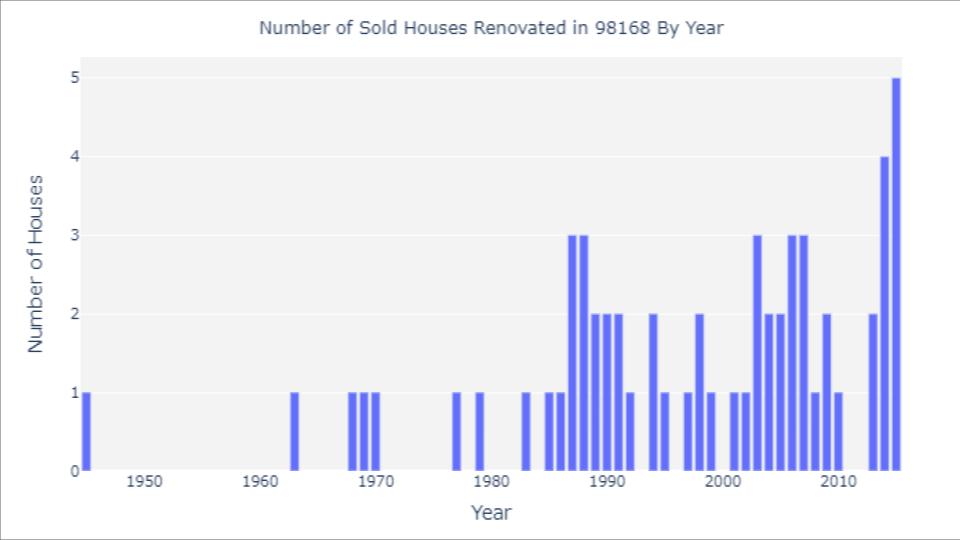 Number of Sold Houses Renovated in 98168 By Year
5
4
3
2
1
0
Number of Houses
1950 1960 1970 1980 1990 2000 2010
Year